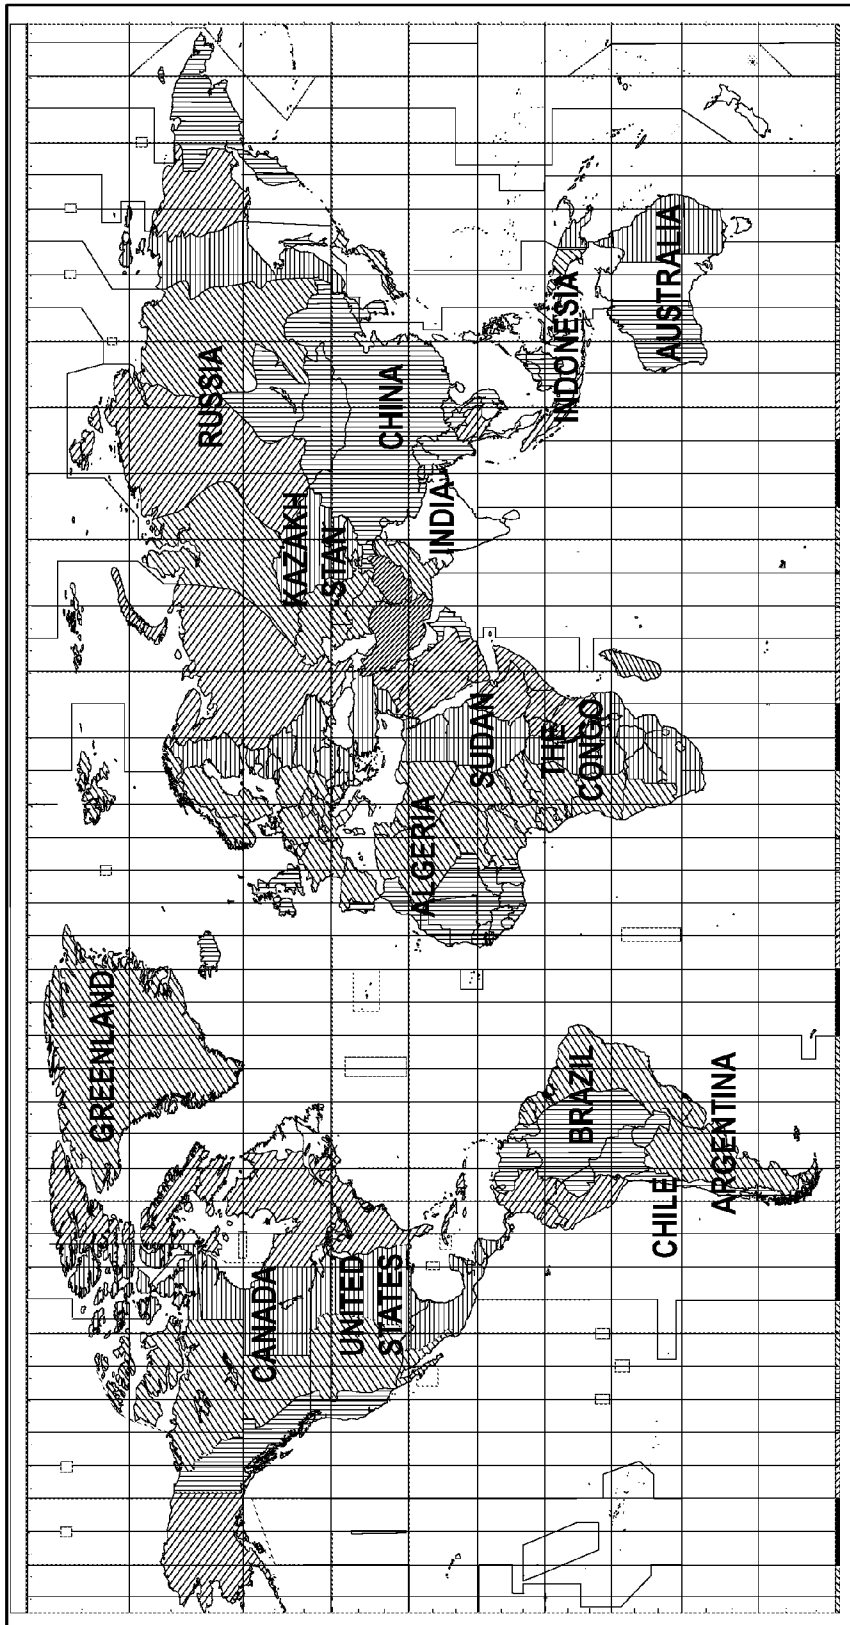 GREENLAND
RUSSIA
CANADA
KAZAKH
STAN
UNITED
STATES
CHINA
ALGERIA
INDIA
SUDAN
THE
CONGO
INDONESIA
BRAZIL
AUSTRALIA
CHILE
ARGENTINA